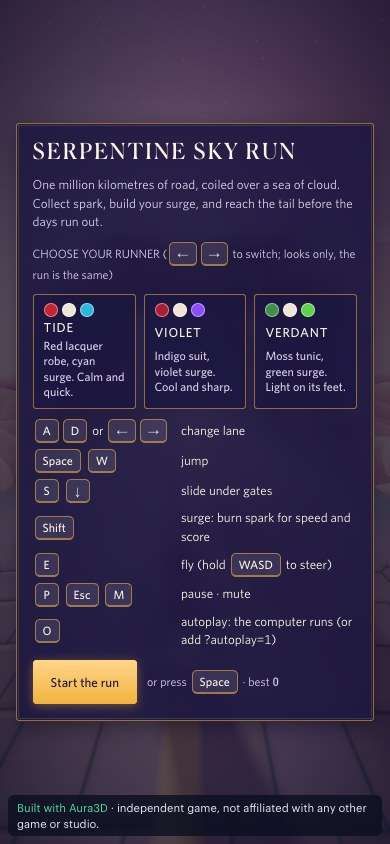 SERPENTINE SKY RUN
One million kilometres of road, coiled over a sea of cloud.
Collect spark, build your surge, and reach the tail before the
days run out.
CHOOSE YOUR RUNNER ( ← → to switch; looks only, the
run is the same)
TIDE
Red lacquer
robe, cyan
surge. Calm and
quick.
VIOLET
Indigo suit,
violet surge.
Cool and sharp.
VERDANT
Moss tunic,
green surge.
Light on its feet.
A D or ← → change lane
Space W jump
S ↓ slide under gates
Shift surge: burn spark for speed and
score
E fly (hold WASD to steer)
P Esc M pause · mute
O autoplay: the computer runs (or
add ?autoplay=1)
Start the run or press Space · best 0
Built with Aura3D · independent game, not affiliated with any other
game or studio.